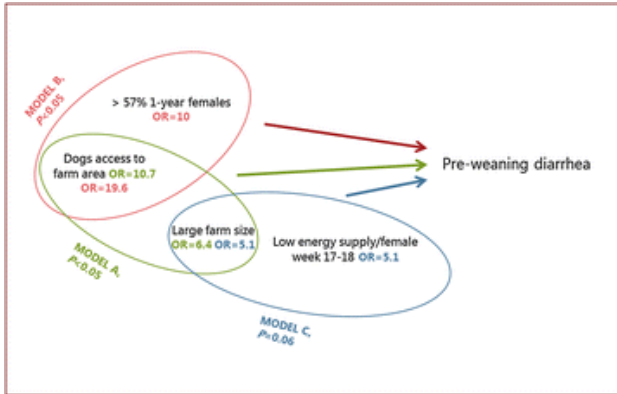 MODEL B,
P<0.05
> 57% 1-year females
OR=10
Dogs access to
farm area OR=10.7
OR=19.6
Pre-weaning diarrhea
Large farm size
OR=6.4 OR=5.1
Low energy supply/female
week 17-18 OR=5.1
MODEL A,
P<0.05
MODEL C,
P=0.06